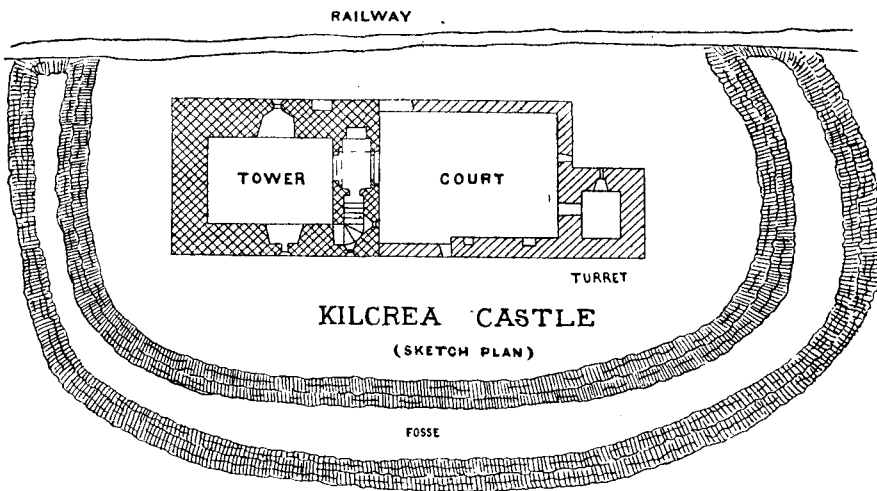 RAILWAY
TOWER
COURT
TURRET
KILCREA CASTLE
(SKETCH PLAN)
FOSSE